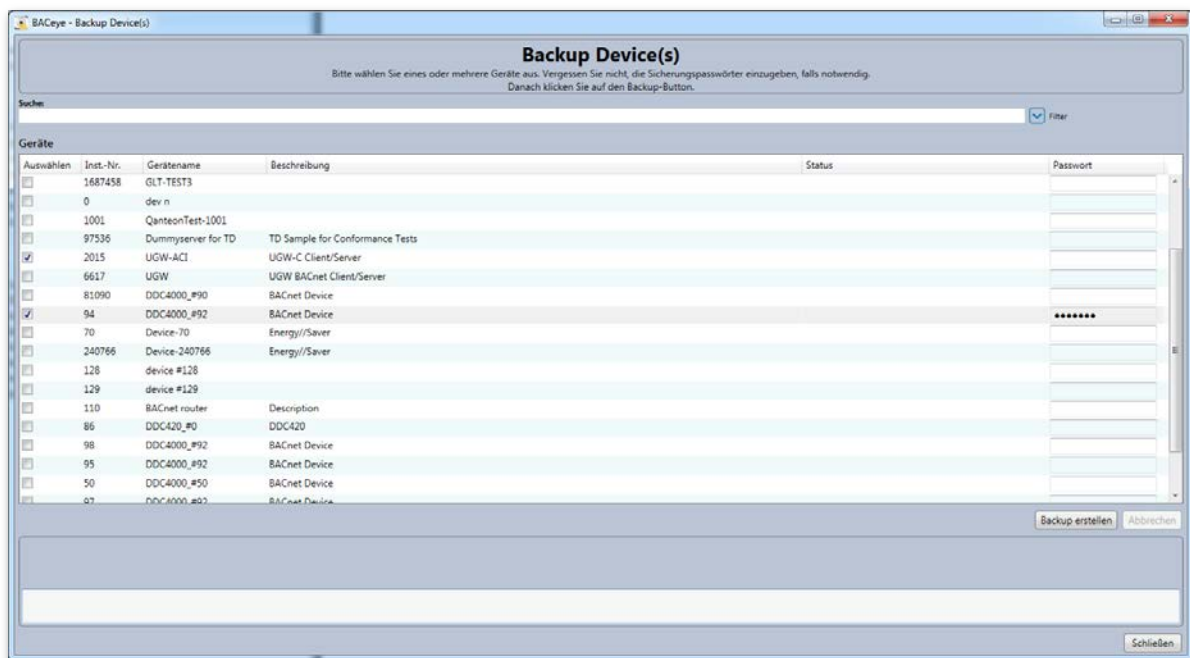 BACeye - Backup Device(s)
Backup Device(s)
Bitte wählen Sie eines oder mehrere Geräte aus. Vergessen Sie nicht, die Sicherungspasswörter einzugeben, falls notwendig.
Danach klicken Sie auf den Backup-Button.
Suche:
Filter
Geräte
Auswählen Inst.-Nr. Gerätename Beschreibung Status Passwort
1687458 GLT-TEST3
0 dev n
1001 QanteonTest-1001
97536 Dummyserver for TD TD Sample for Conformance Tests
2015 UGW-ACI UGW-C Client/Server
6617 UGW UGW BACnet Client/Server
81090 DDC4000_#90 BACnet Device
94 DDC4000_#92 BACnet Device •••••••
70 Device-70 Energy//Saver
240766 Device-240766 Energy//Saver
128 device #128
129 device #129
110 BACnet router Description
86 DDC420_#0 DDC420
98 DDC4000_#92 BACnet Device
95 DDC4000_#92 BACnet Device
50 DDC4000_#50 BACnet Device
97 DDC4000_#92 BACnet Device
Backup erstellen Abbrechen
Schließen